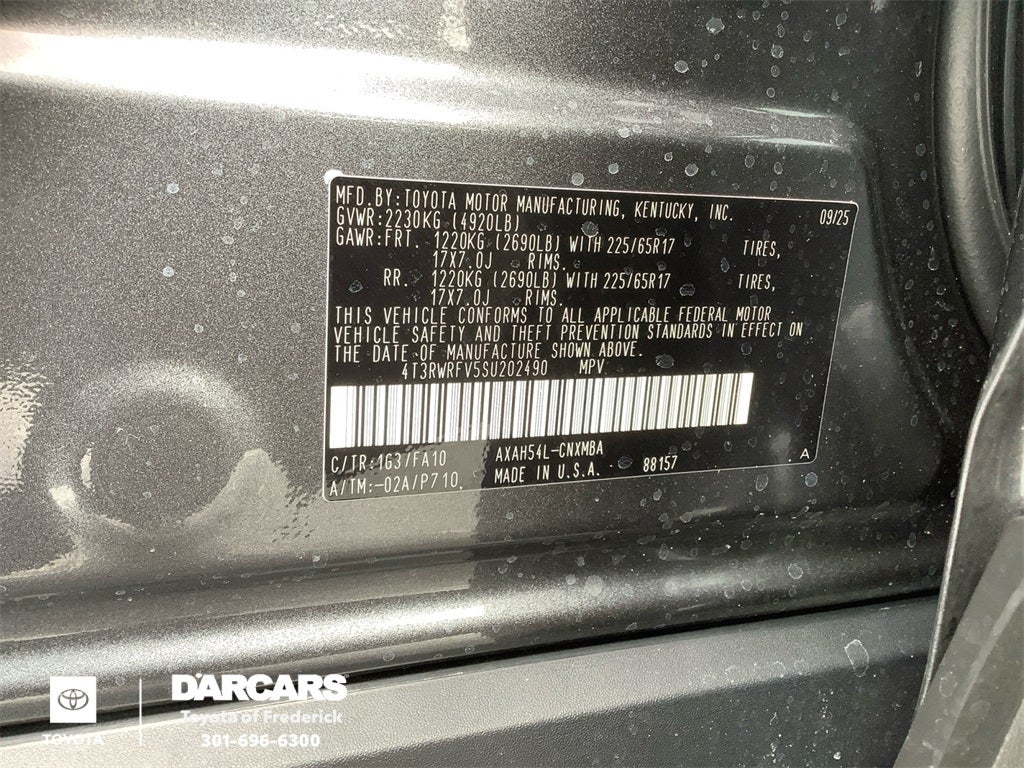 MFD.BY:TOYOTA MOTOR MANUFACTURING, KENTUCKY, INC. 09/25
GVWR:2230KG (4920LB)
GAWR:FRT. 1220KG (2690LB) WITH 225/65R17 TIRES,
17X7.0J RIMS.
RR. 1220KG (2690LB) WITH 225/65R17 TIRES,
17X7.0J RIMS.
THIS VEHICLE CONFORMS TO ALL APPLICABLE FEDERAL MOTOR
VEHICLE SAFETY AND THEFT PREVENTION STANDARDS IN EFFECT ON
THE DATE OF MANUFACTURE SHOWN ABOVE.
4T3RWRFV5SU202490 MPV
C/TR:1637FA10 AXAH54L-CNXMBA A
A/TM:-02A/P710, MADE IN U.S.A. 88157
DARCARS
Toyota of Frederick
TOYOTA
301-696-6300